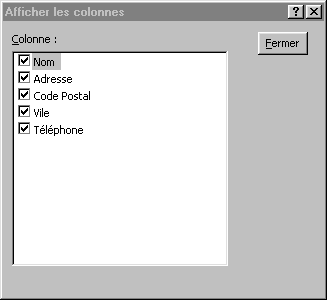 Afficher les colonnes
Colonne :
Fermer
Nom
Adresse
Code Postal
Vile
Téléphone